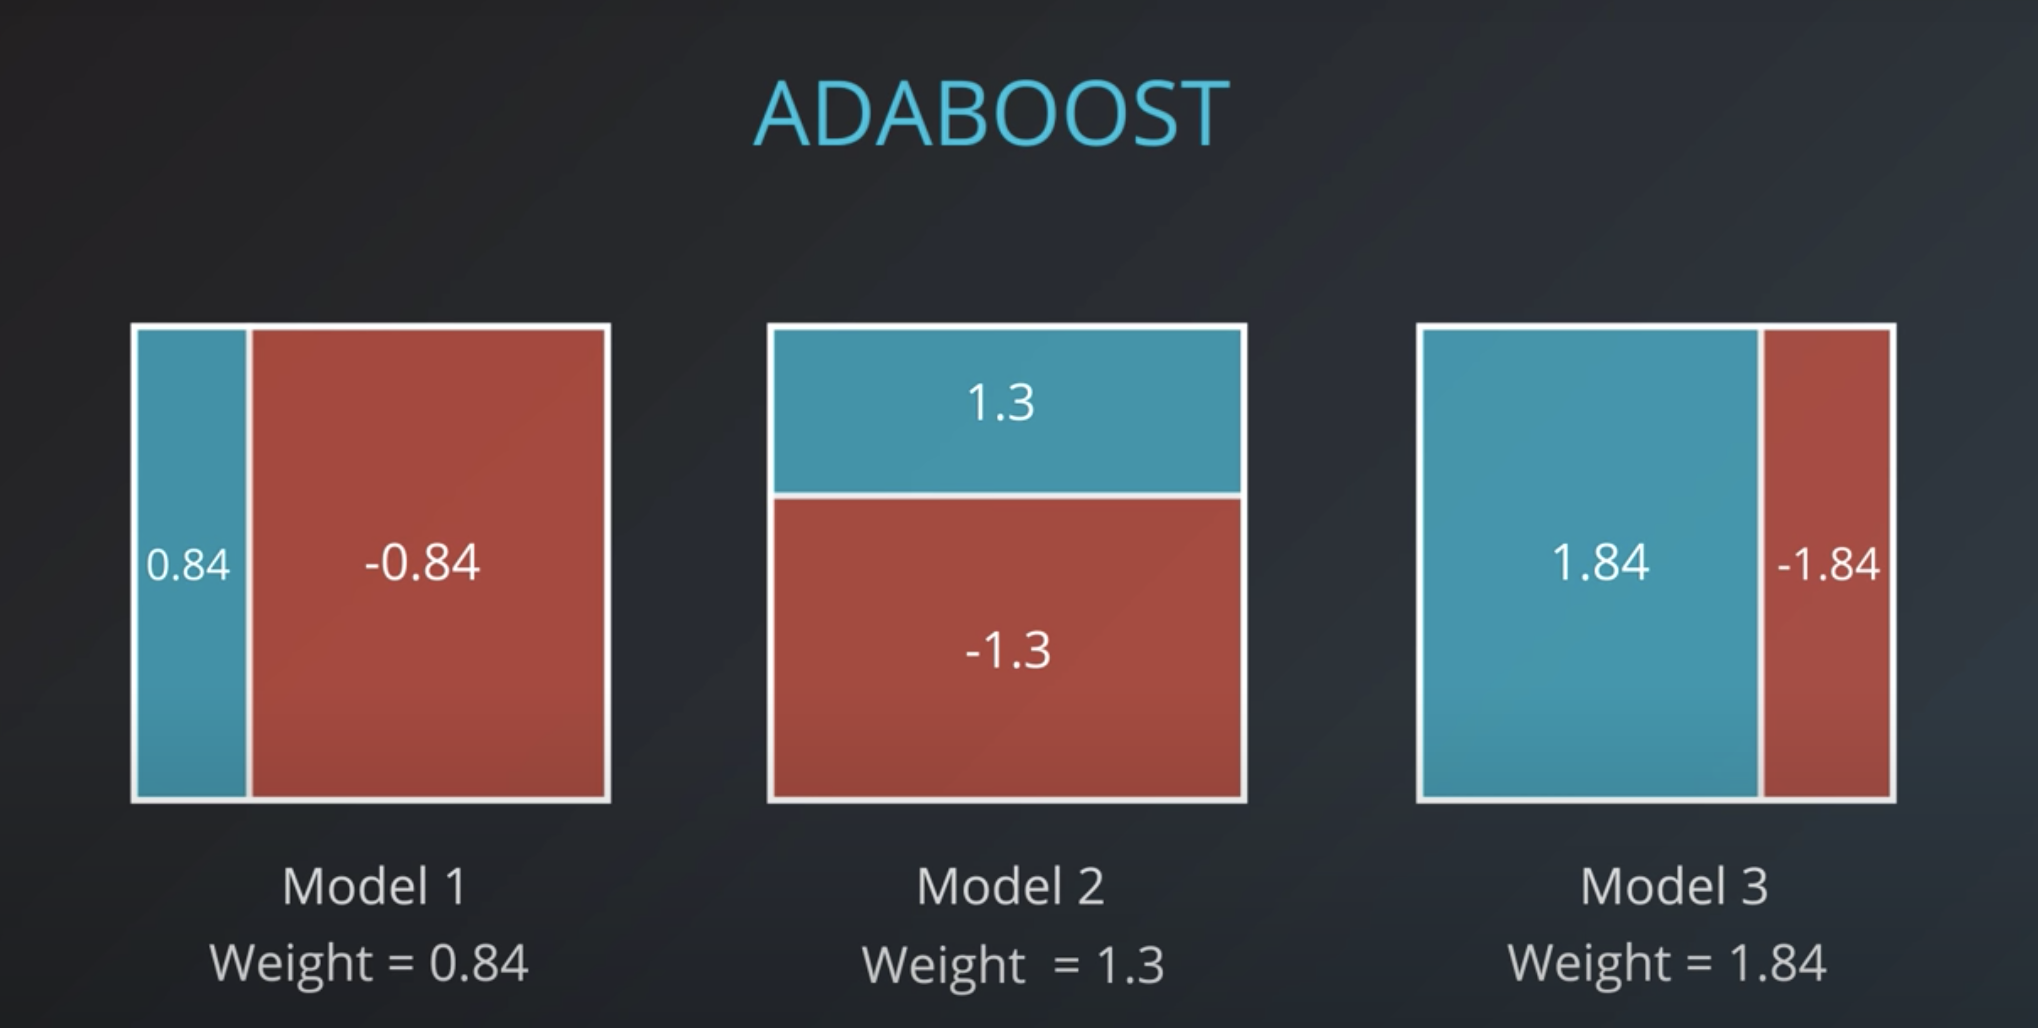 ADABOOST
0.84
-0.84
1.3
-1.3
1.84
-1.84
Model 1
Weight = 0.84
Model 2
Weight = 1.3
Model 3
Weight = 1.84